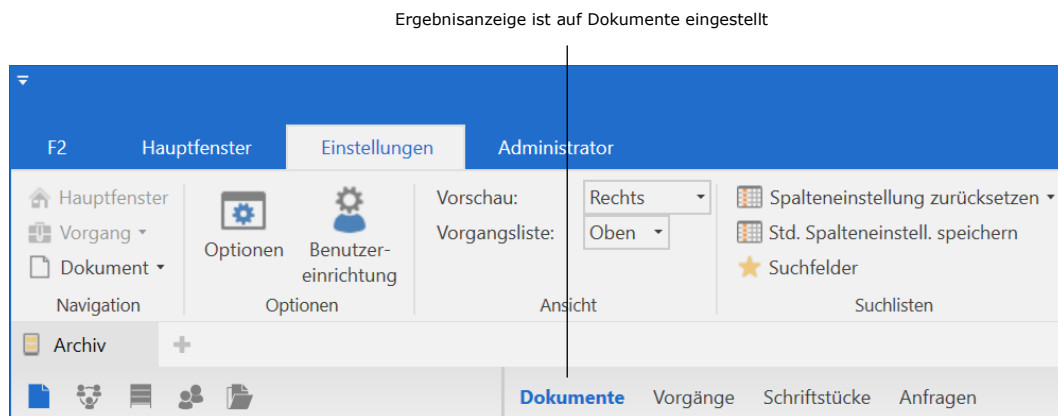 Ergebnisanzeige ist auf Dokumente eingestellt
F2 Hauptfenster Einstellungen Administrator
Hauptfenster
Vorgang
Dokument
Navigation
Optionen
Benutzer-
einrichtung
Optionen
Vorschau: Rechts
Vorgangsliste: Oben
Ansicht
Spalteneinstellung zurücksetzen
Std. Spalteneinstell. speichern
Suchfelder
Suchlisten
Archiv
Dokumente Vorgänge Schriftstücke Anfragen